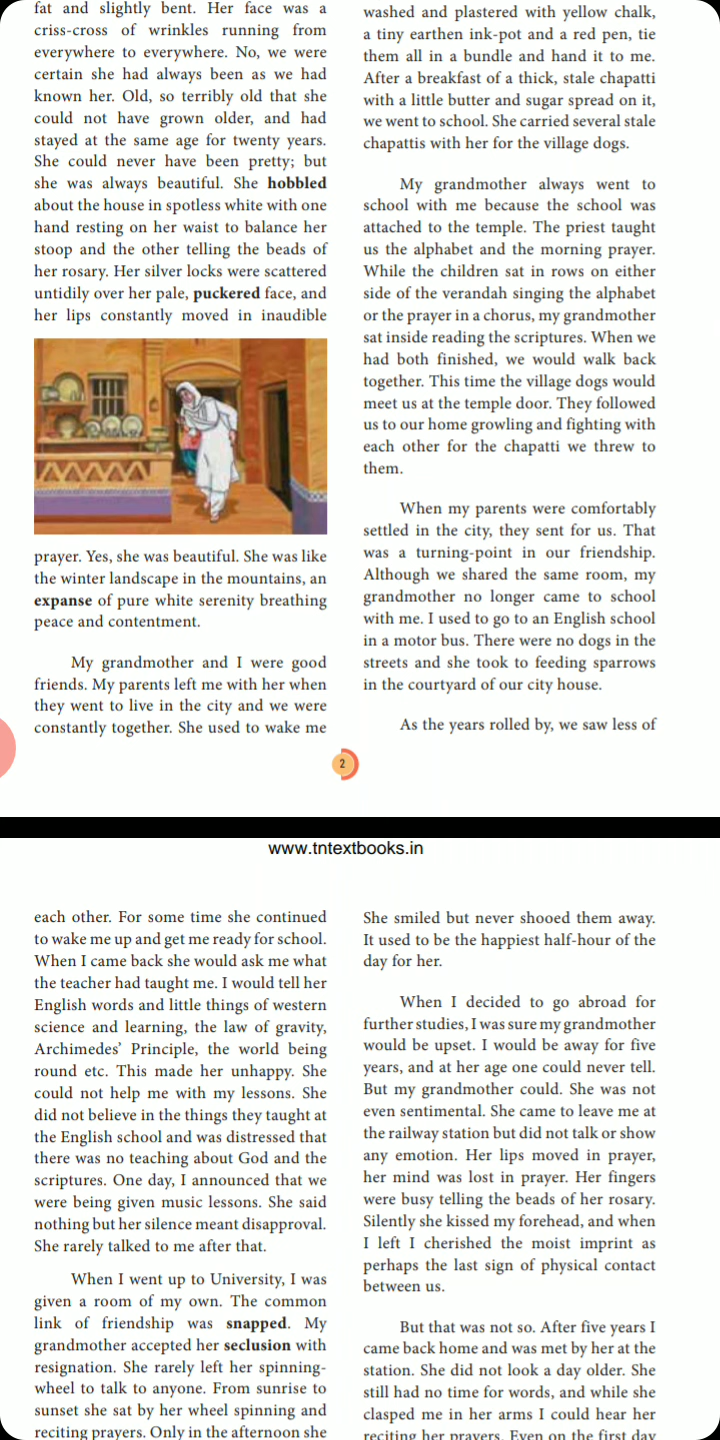 fat and slightly bent. Her face was a
criss-cross of wrinkles running from
everywhere to everywhere. No, we were
certain she had always been as we had
known her. Old, so terribly old that she
could not have grown older, and had
stayed at the same age for twenty years.
She could never have been pretty; but
she was always beautiful. She hobbled
about the house in spotless white with one
hand resting on her waist to balance her
stoop and the other telling the beads of
her rosary. Her silver locks were scattered
untidily over her pale, puckered face, and
her lips constantly moved in inaudible
prayer. Yes, she was beautiful. She was like
the winter landscape in the mountains, an
expanse of pure white serenity breathing
peace and contentment.
My grandmother and I were good
friends. My parents left me with her when
they went to live in the city and we were
constantly together. She used to wake me
washed and plastered with yellow chalk,
a tiny earthen ink-pot and a red pen, tie
them all in a bundle and hand it to me.
After a breakfast of a thick, stale chapatti
with a little butter and sugar spread on it,
we went to school. She carried several stale
chapattis with her for the village dogs.
My grandmother always went to
school with me because the school was
attached to the temple. The priest taught
us the alphabet and the morning prayer.
While the children sat in rows on either
side of the verandah singing the alphabet
or the prayer in a chorus, my grandmother
sat inside reading the scriptures. When we
had both finished, we would walk back
together. This time the village dogs would
meet us at the temple door. They followed
us to our home growling and fighting with
each other for the chapatti we threw to
them.
When my parents were comfortably
settled in the city, they sent for us. That
was a turning-point in our friendship.
Although we shared the same room, my
grandmother no longer came to school
with me. I used to go to an English school
in a motor bus. There were no dogs in the
streets and she took to feeding sparrows
in the courtyard of our city house.
As the years rolled by, we saw less of
2
www.tntextbooks.in
each other. For some time she continued
to wake me up and get me ready for school.
When I came back she would ask me what
the teacher had taught me. I would tell her
English words and little things of western
science and learning, the law of gravity,
Archimedes' Principle, the world being
round etc. This made her unhappy. She
could not help me with my lessons. She
did not believe in the things they taught at
the English school and was distressed that
there was no teaching about God and the
scriptures. One day, I announced that we
were being given music lessons. She said
nothing but her silence meant disapproval.
She rarely talked to me after that.
When I went up to University, I was
given a room of my own. The common
link of friendship was snapped. My
grandmother accepted her seclusion with
resignation. She rarely left her spinning-
wheel to talk to anyone. From sunrise to
sunset she sat by her wheel spinning and
reciting prayers. Only in the afternoon she
She smiled but never shooed them away.
It used to be the happiest half-hour of the
day for her.
When I decided to go abroad for
further studies, I was sure my grandmother
would be upset. I would be away for five
years, and at her age one could never tell.
But my grandmother could. She was not
even sentimental. She came to leave me at
the railway station but did not talk or show
any emotion. Her lips moved in prayer,
her mind was lost in prayer. Her fingers
were busy telling the beads of her rosary.
Silently she kissed my forehead, and when
I left I cherished the moist imprint as
perhaps the last sign of physical contact
between us.
But that was not so. After five years I
came back home and was met by her at the
station. She did not look a day older. She
still had no time for words, and while she
clasped me in her arms I could hear her
reciting her prayers. Even on the first day